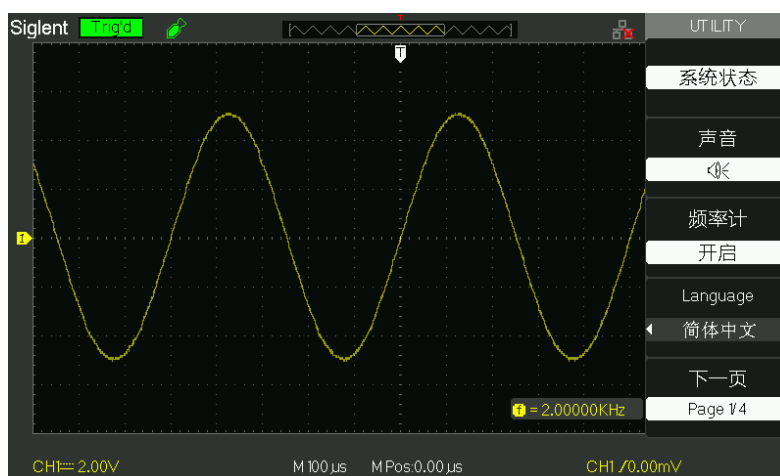 Siglent Trig'd T UTILITY
T
系统状态
声音
频率计
开启
1
Language
简体中文
下一页
f = 2.00000KHz Page 1/4
CH1 2.00V M 100µs M Pos:0.00µs CH1 /0.00mV